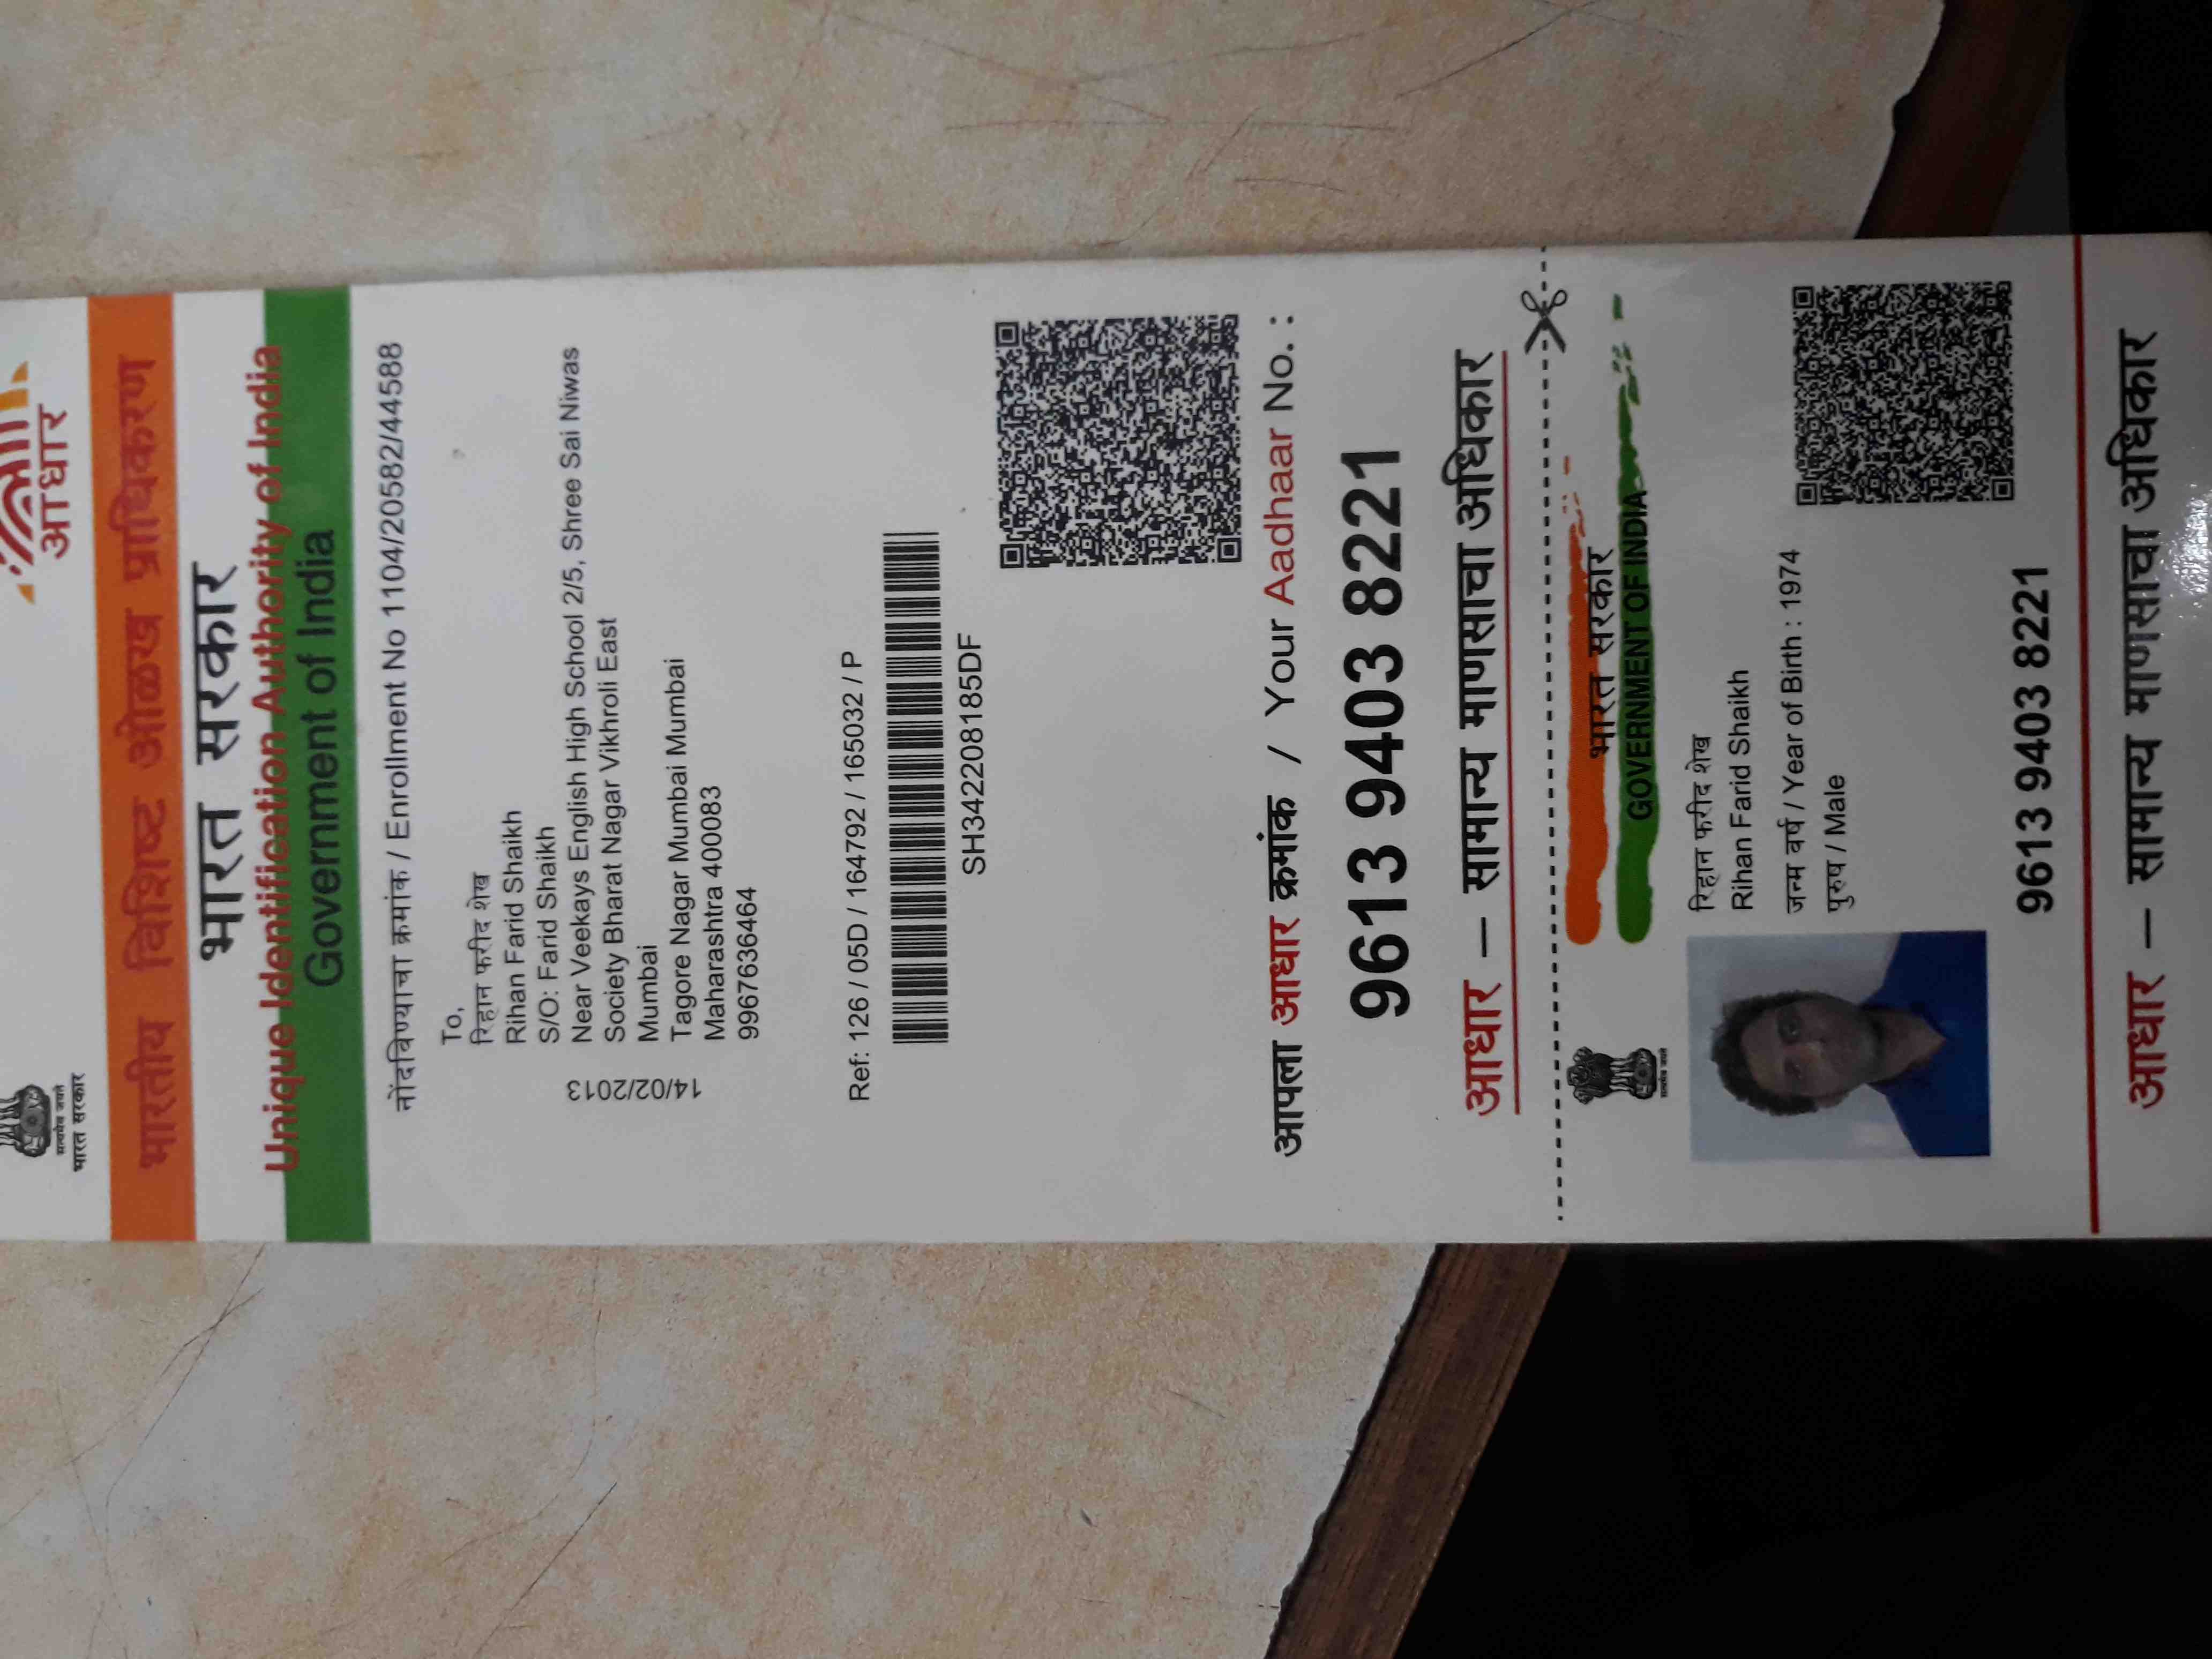 आधार
सत्यमेव जयते
भारत सरकार
भारतीय विशिष्ट ओळख प्राधिकरण
भारत सरकार
Unique Identification Authority of India
Government of India
नोंदविण्याचा क्रमांक / Enrollment No 1104/20582/44588
To,
रिहान फरीद शेख
Rihan Farid Shaikh
S/O: Farid Shaikh
Near Veekays English High School 2/5, Shree Sai Niwas
Society Bharat Nagar Vikhroli East
Mumbai
Tagore Nagar Mumbai Mumbai
Maharashtra 400083
9967636464
14/02/2013
Ref: 126 / 05D / 164792 / 165032 / P
SH342208185DF
आपला आधार क्रमांक / Your Aadhaar No. :
9613 9403 8221
आधार – सामान्य माणसाचा अधिकार
सत्यमेव जयते
भारत सरकार
GOVERNMENT OF INDIA
रिहान फरीद शेख
Rihan Farid Shaikh
जन्म वर्ष / Year of Birth : 1974
पुरुष / Male
9613 9403 8221
आधार – सामान्य माणसाचा अधिकार